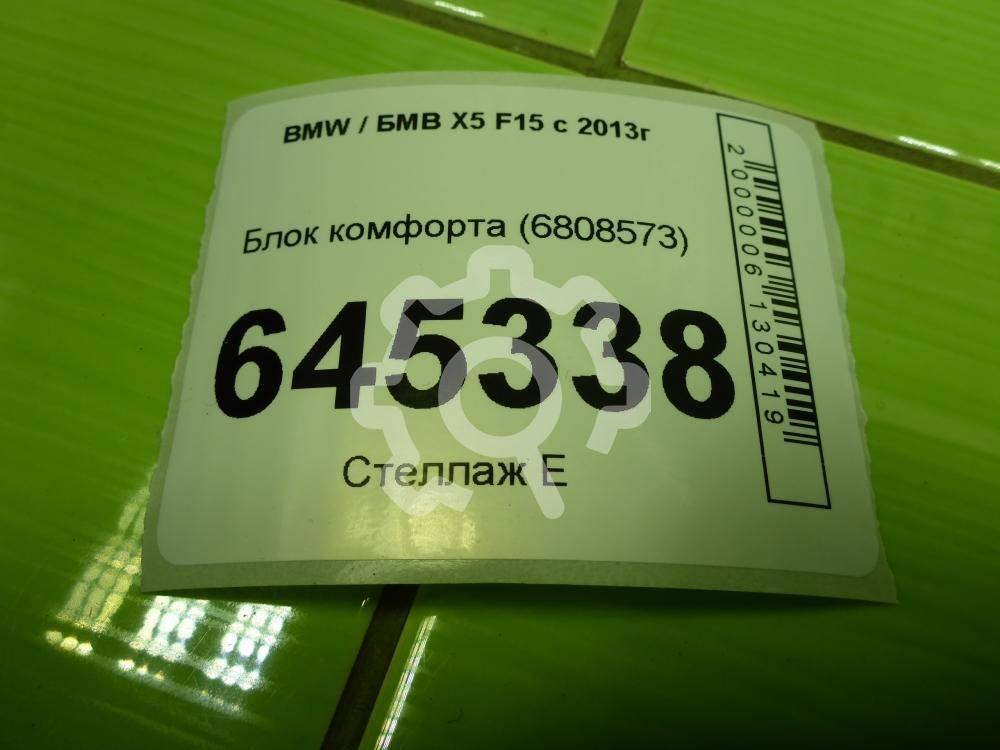 BMW / БМВ X5 F15 с 2013г
Блок комфорта (6808573)
645338
Стеллаж Е
2000006130419